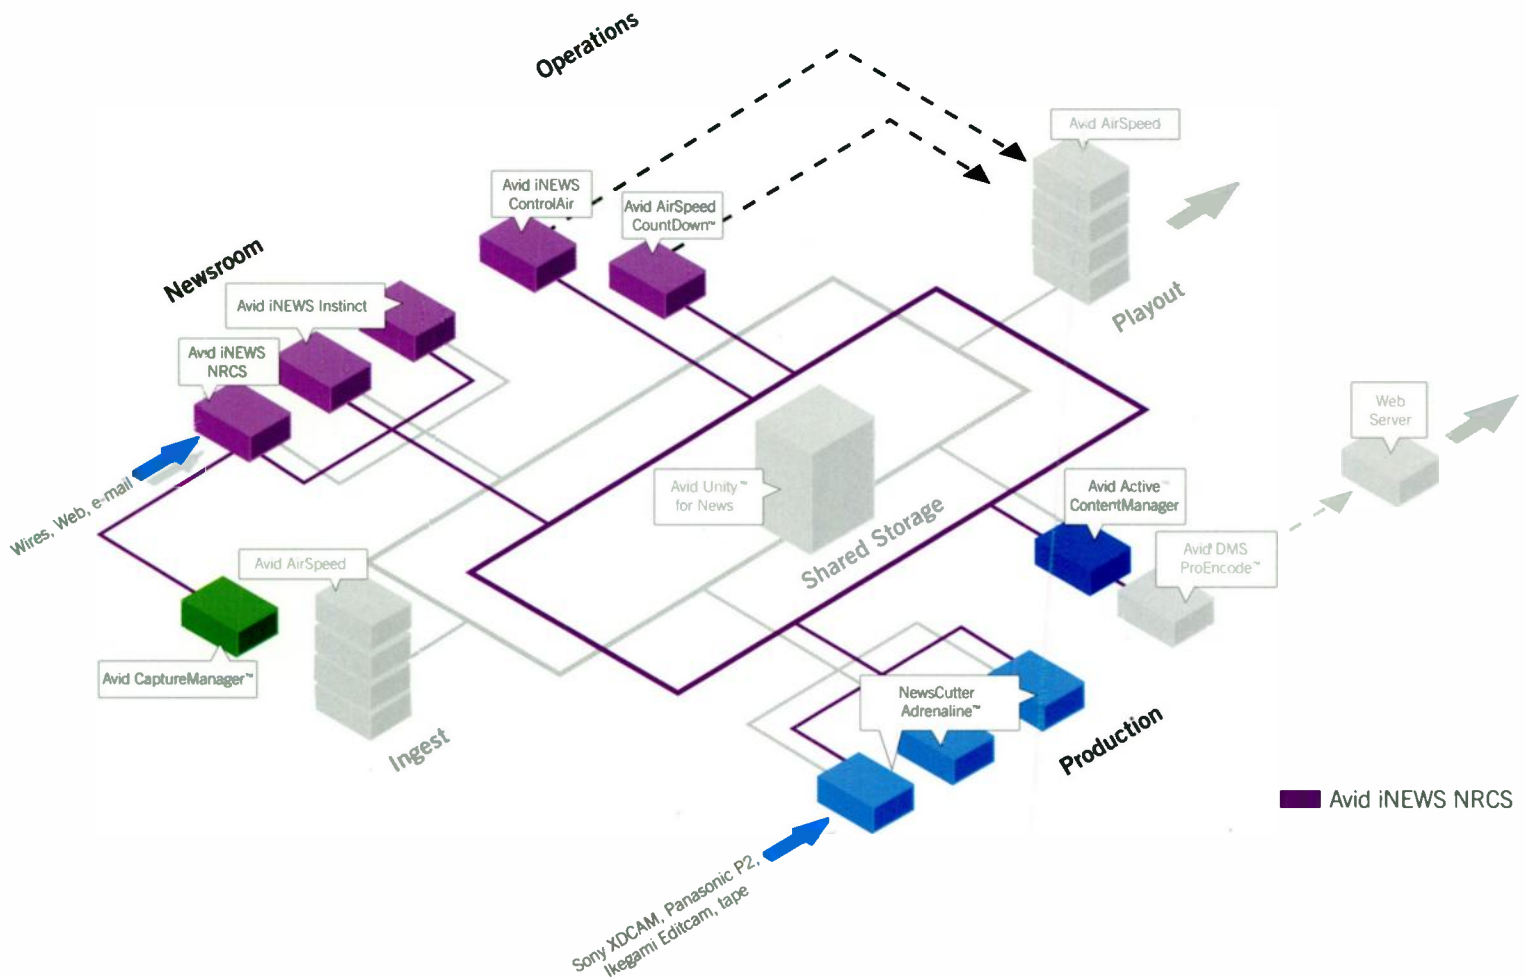 Operations
Avid AirSpeed
Avid iNEWS
ControlAir
Avid AirSpeed
CountDown™
Newsroom
Avid iNEWS Instinct
Playout
Avid iNEWS
NRCS
Web
Server
Wires, Web, e-mail
Avid Unity™
for News
Shared Storage
Avid Active™
ContentManager
Avid DMS
ProEncode™
Avid AirSpeed
Avid CaptureManager™
Ingest
NewsCutter
Adrenaline™
Production
Avid iNEWS NRCS
Sony XDCAM, Panasonic P2,
Ikegami Editcam, tape